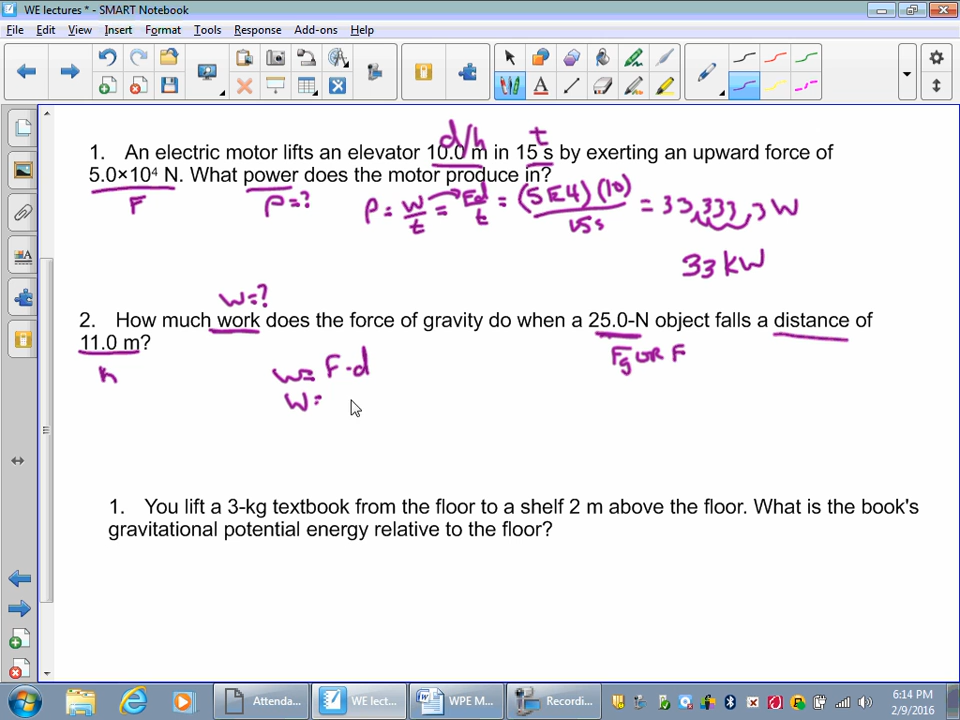 WE lectures * - SMART Notebook
File Edit View Insert Format Tools Response Add-ons Help
d/h t
1. An electric motor lifts an elevator 10.0 m in 15 s by exerting an upward force of
5.0×10⁴ N. What power does the motor produce in?
F P=? P = W/t = Fd/t = (5E4)(10)/15s = 33,333.3 W
33 kW
W=?
2. How much work does the force of gravity do when a 25.0-N object falls a distance of
11.0 m?
h Fg OR F
W= F·d
W=
1. You lift a 3-kg textbook from the floor to a shelf 2 m above the floor. What is the book's
gravitational potential energy relative to the floor?
Attenda... WE lect... WPE M... Recordi... 6:14 PM
2/9/2016